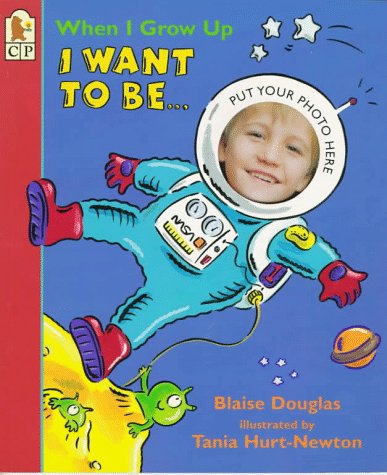 When I Grow Up
I WANT
TO BE...
CP
PUT YOUR PHOTO HERE
NASA
1
Blaise Douglas
illustrated by
Tania Hurt-Newton